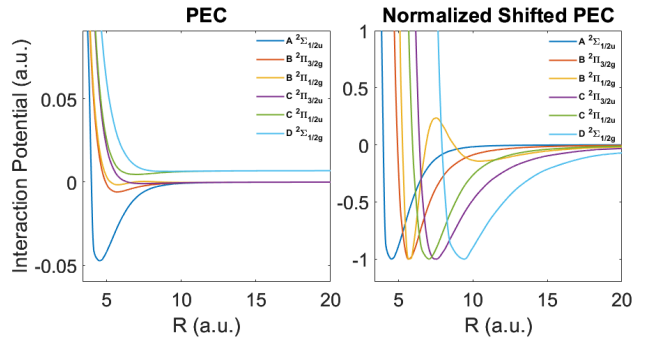 PEC
Interaction Potential (a.u.)
0.05
0
-0.05
5
10
15
20
R (a.u.)
A ²Σ₁/₂ᵤ
B ²Π₃/₂g
B ²Π₁/₂g
C ²Π₃/₂ᵤ
C ²Π₁/₂ᵤ
D ²Σ₁/₂g
Normalized Shifted PEC
1
0.5
0
-0.5
-1
5
10
15
20
R (a.u.)
A ²Σ₁/₂ᵤ
B ²Π₃/₂g
B ²Π₁/₂g
C ²Π₃/₂ᵤ
C ²Π₁/₂ᵤ
D ²Σ₁/₂g